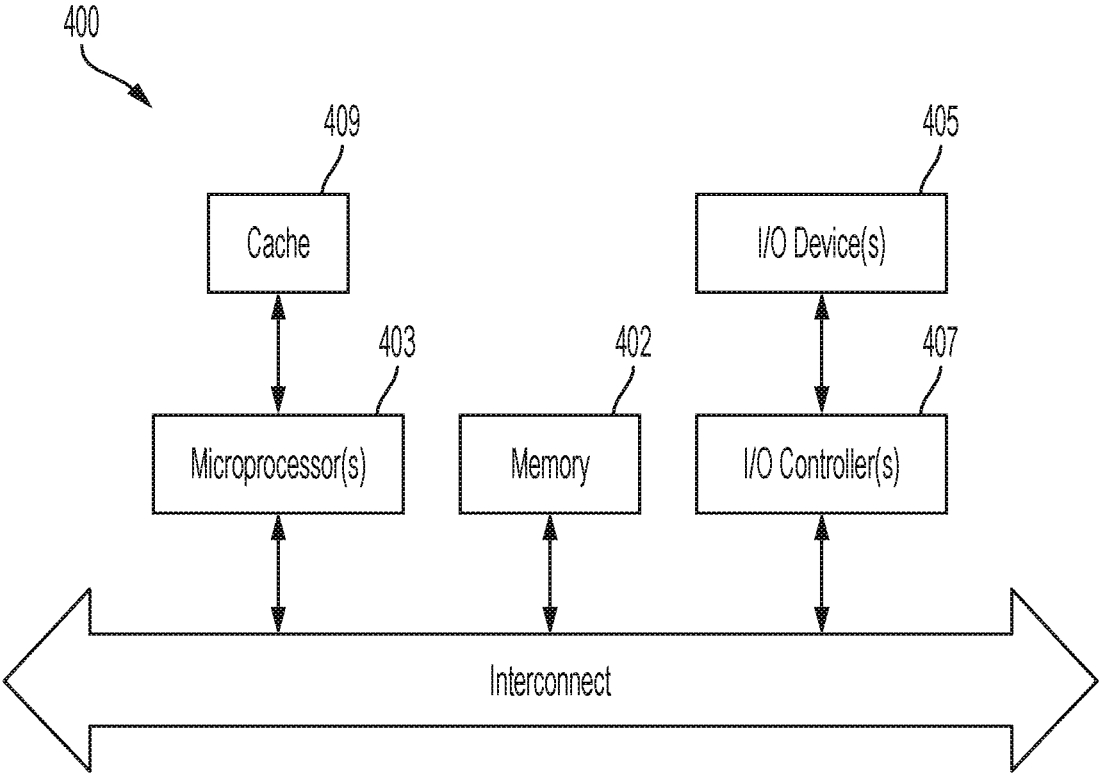 400
409
405
Cache
I/O Device(s)
403
402
407
Microprocessor(s)
Memory
I/O Controller(s)
Interconnect